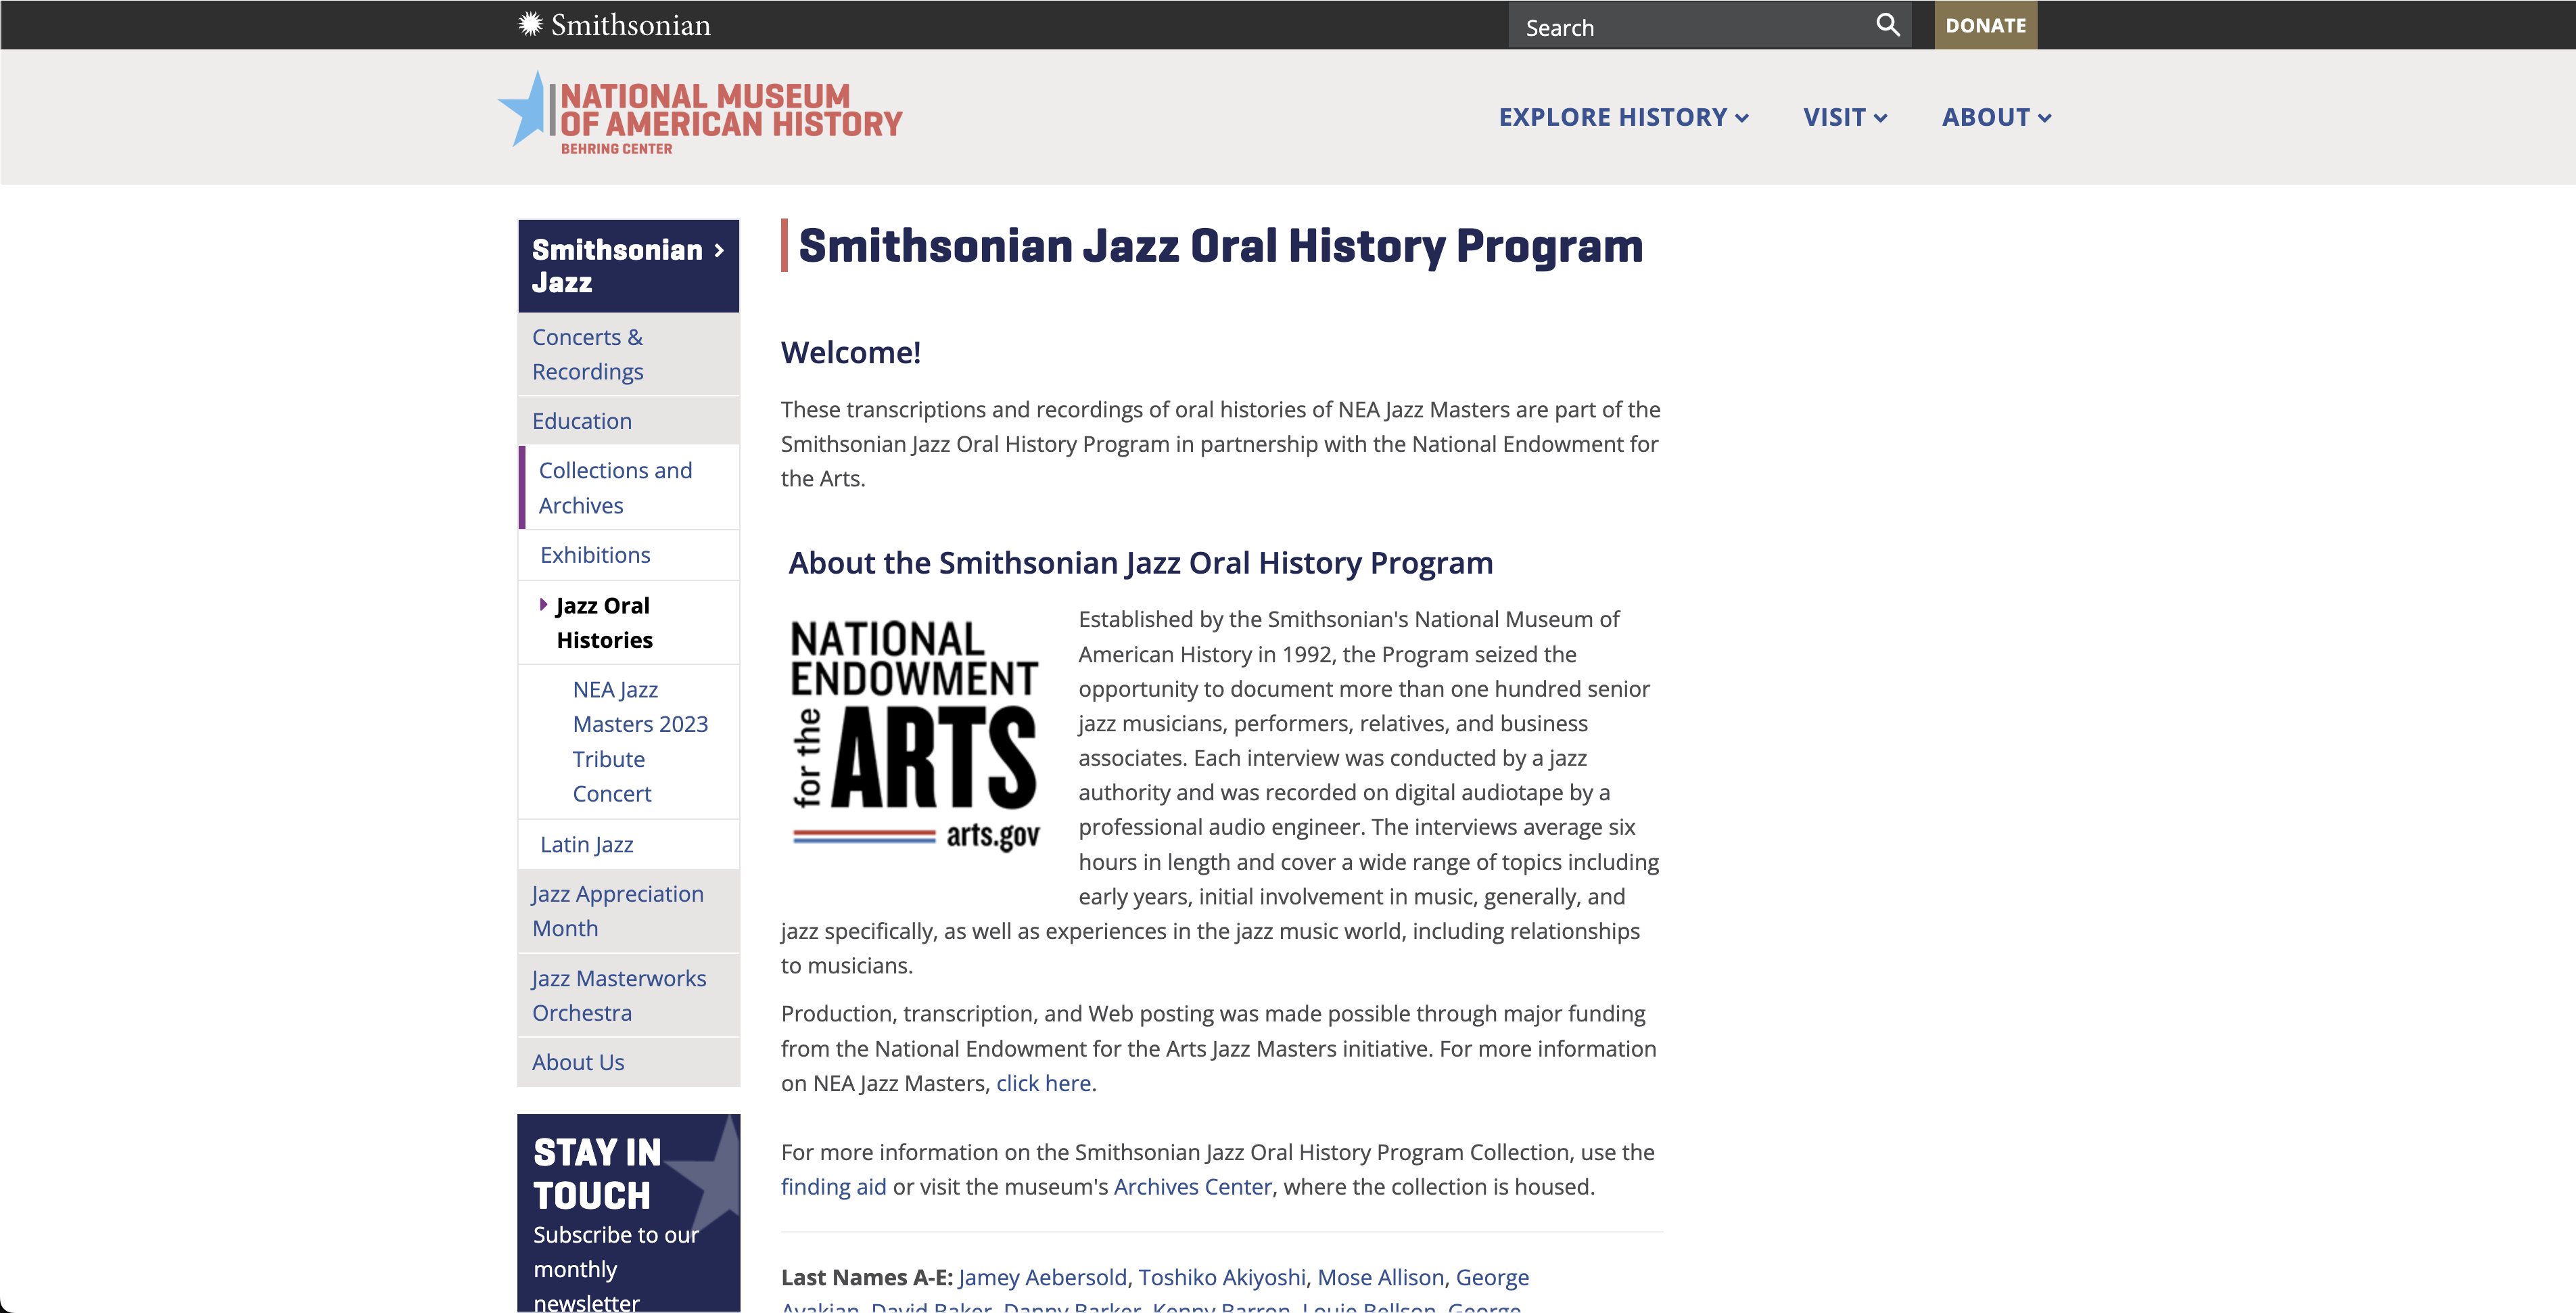 Smithsonian
Search
DONATE
NATIONAL MUSEUM
OF AMERICAN HISTORY
BEHRING CENTER
EXPLORE HISTORY
VISIT
ABOUT
Smithsonian
Jazz
Concerts &
Recordings
Education
Collections and
Archives
Exhibitions
Jazz Oral
Histories
NEA Jazz
Masters 2023
Tribute
Concert
Latin Jazz
Jazz Appreciation
Month
Jazz Masterworks
Orchestra
About Us
STAY IN
TOUCH
Subscribe to our
monthly
newsletter
Smithsonian Jazz Oral History Program
Welcome!
These transcriptions and recordings of oral histories of NEA Jazz Masters are part of the
Smithsonian Jazz Oral History Program in partnership with the National Endowment for
the Arts.
About the Smithsonian Jazz Oral History Program
NATIONAL
ENDOWMENT
for the
ARTS
arts.gov
Established by the Smithsonian's National Museum of
American History in 1992, the Program seized the
opportunity to document more than one hundred senior
jazz musicians, performers, relatives, and business
associates. Each interview was conducted by a jazz
authority and was recorded on digital audiotape by a
professional audio engineer. The interviews average six
hours in length and cover a wide range of topics including
early years, initial involvement in music, generally, and
jazz specifically, as well as experiences in the jazz music world, including relationships
to musicians.
Production, transcription, and Web posting was made possible through major funding
from the National Endowment for the Arts Jazz Masters initiative. For more information
on NEA Jazz Masters, click here.
For more information on the Smithsonian Jazz Oral History Program Collection, use the
finding aid or visit the museum's Archives Center, where the collection is housed.
Last Names A-E: Jamey Aebersold, Toshiko Akiyoshi, Mose Allison, George
Avakian, David Baker, Danny Barker, Kenny Barron, Louie Bellson, George